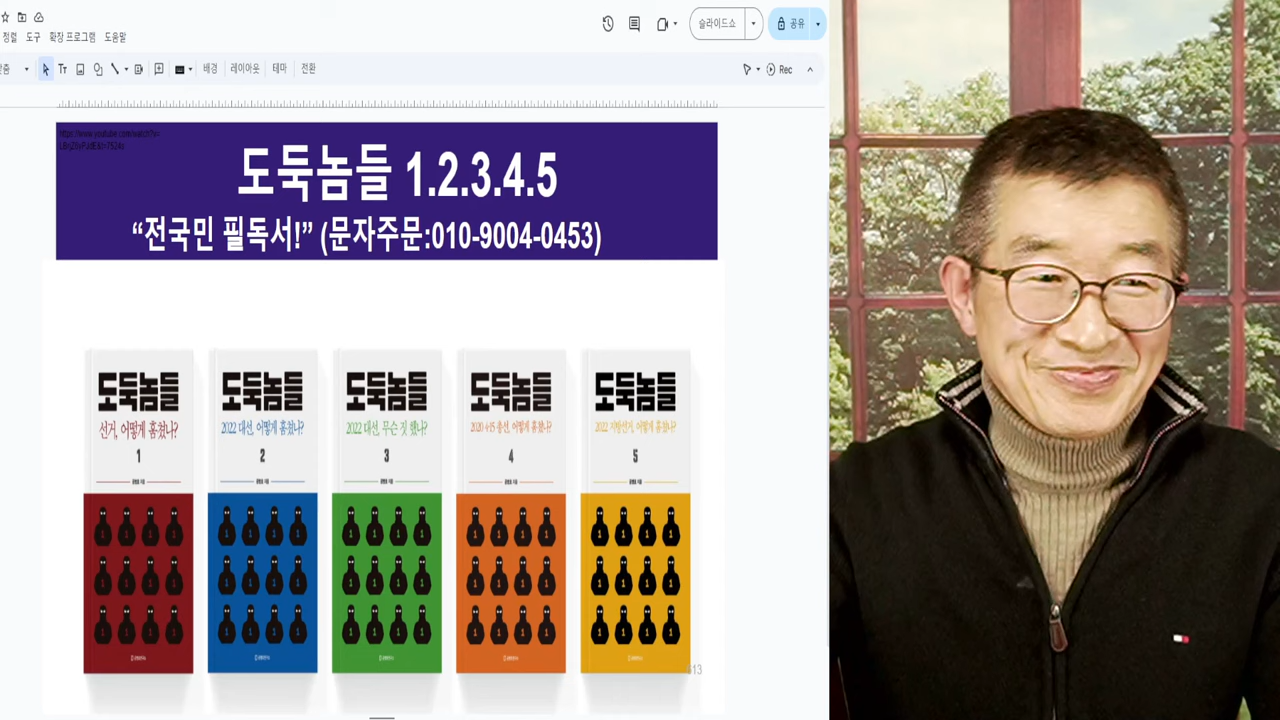 정렬 도구 확장 프로그램 도움말
슬라이드쇼
공유
배경 레이아웃 테마 전환
Rec
도둑놈들 1.2.3.4.5
“전국민 필독서!” (문자주문:010-9004-0453)
도둑놈들
선거, 어떻게 훔쳤나?
1
도둑놈들
2022 대선, 어떻게 훔쳤나?
2
도둑놈들
2022 대선, 무슨 짓 했나?
3
도둑놈들
2020 4·15 총선, 어떻게 훔쳤나?
4
도둑놈들
2022 지방선거, 어떻게 훔쳤나?
5